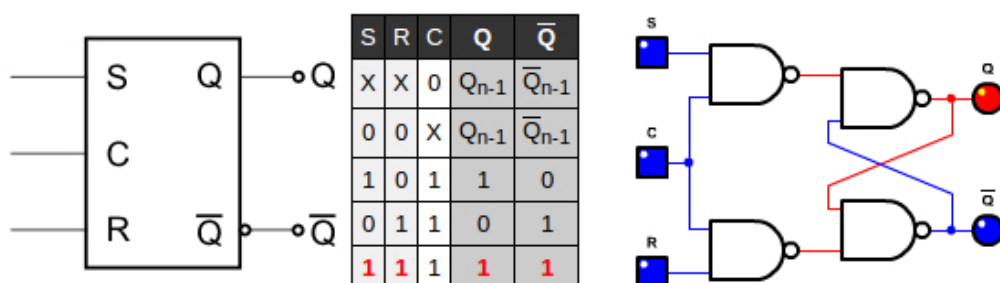 S Q Q
C
R Q̅ Q̅
S R C Q Q̅
X X 0 Qn-1 Q̅n-1
0 0 X Qn-1 Q̅n-1
1 0 1 1 0
0 1 1 0 1
1 1 1 1 1
S
Q
C
Q̅
R